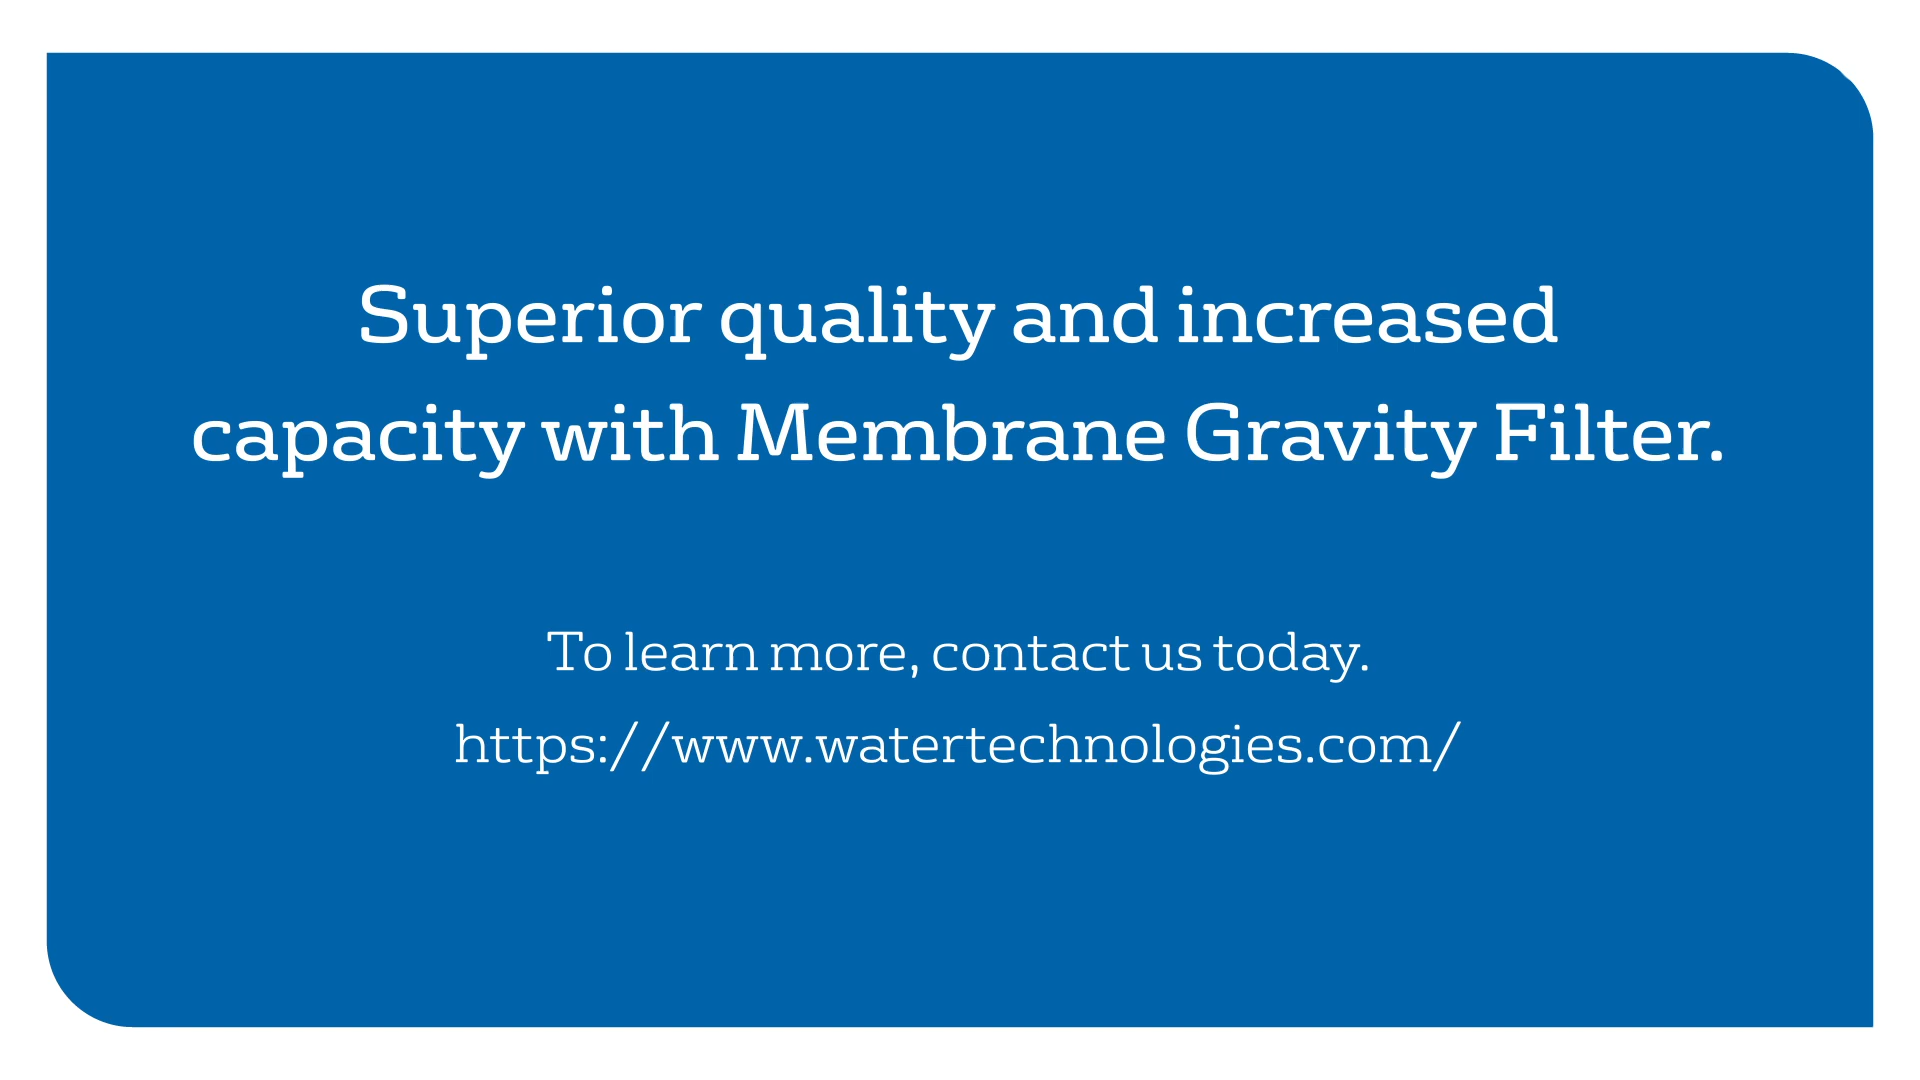 Superior quality and increased
capacity with Membrane Gravity Filter.
To learn more, contact us today.
https://www.watertechnologies.com/